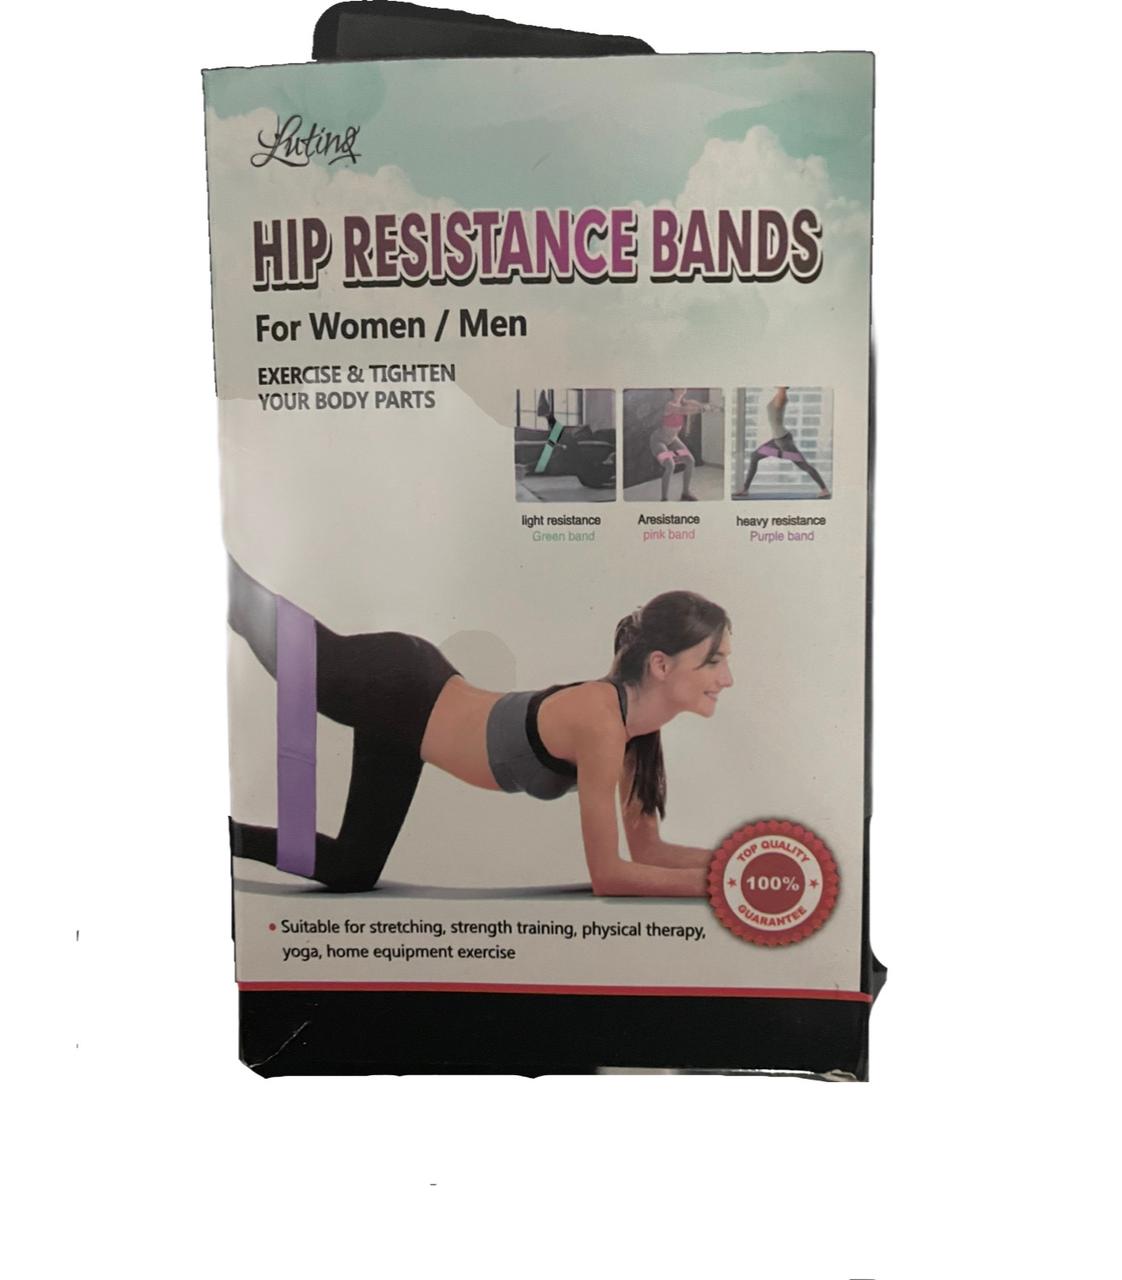 Luting
HIP RESISTANCE BANDS
For Women / Men
EXERCISE & TIGHTEN
YOUR BODY PARTS
light resistance
Green band
Aresistance
pink band
heavy resistance
Purple band
TOP QUALITY
100%
GUARANTEE
• Suitable for stretching, strength training, physical therapy,
yoga, home equipment exercise